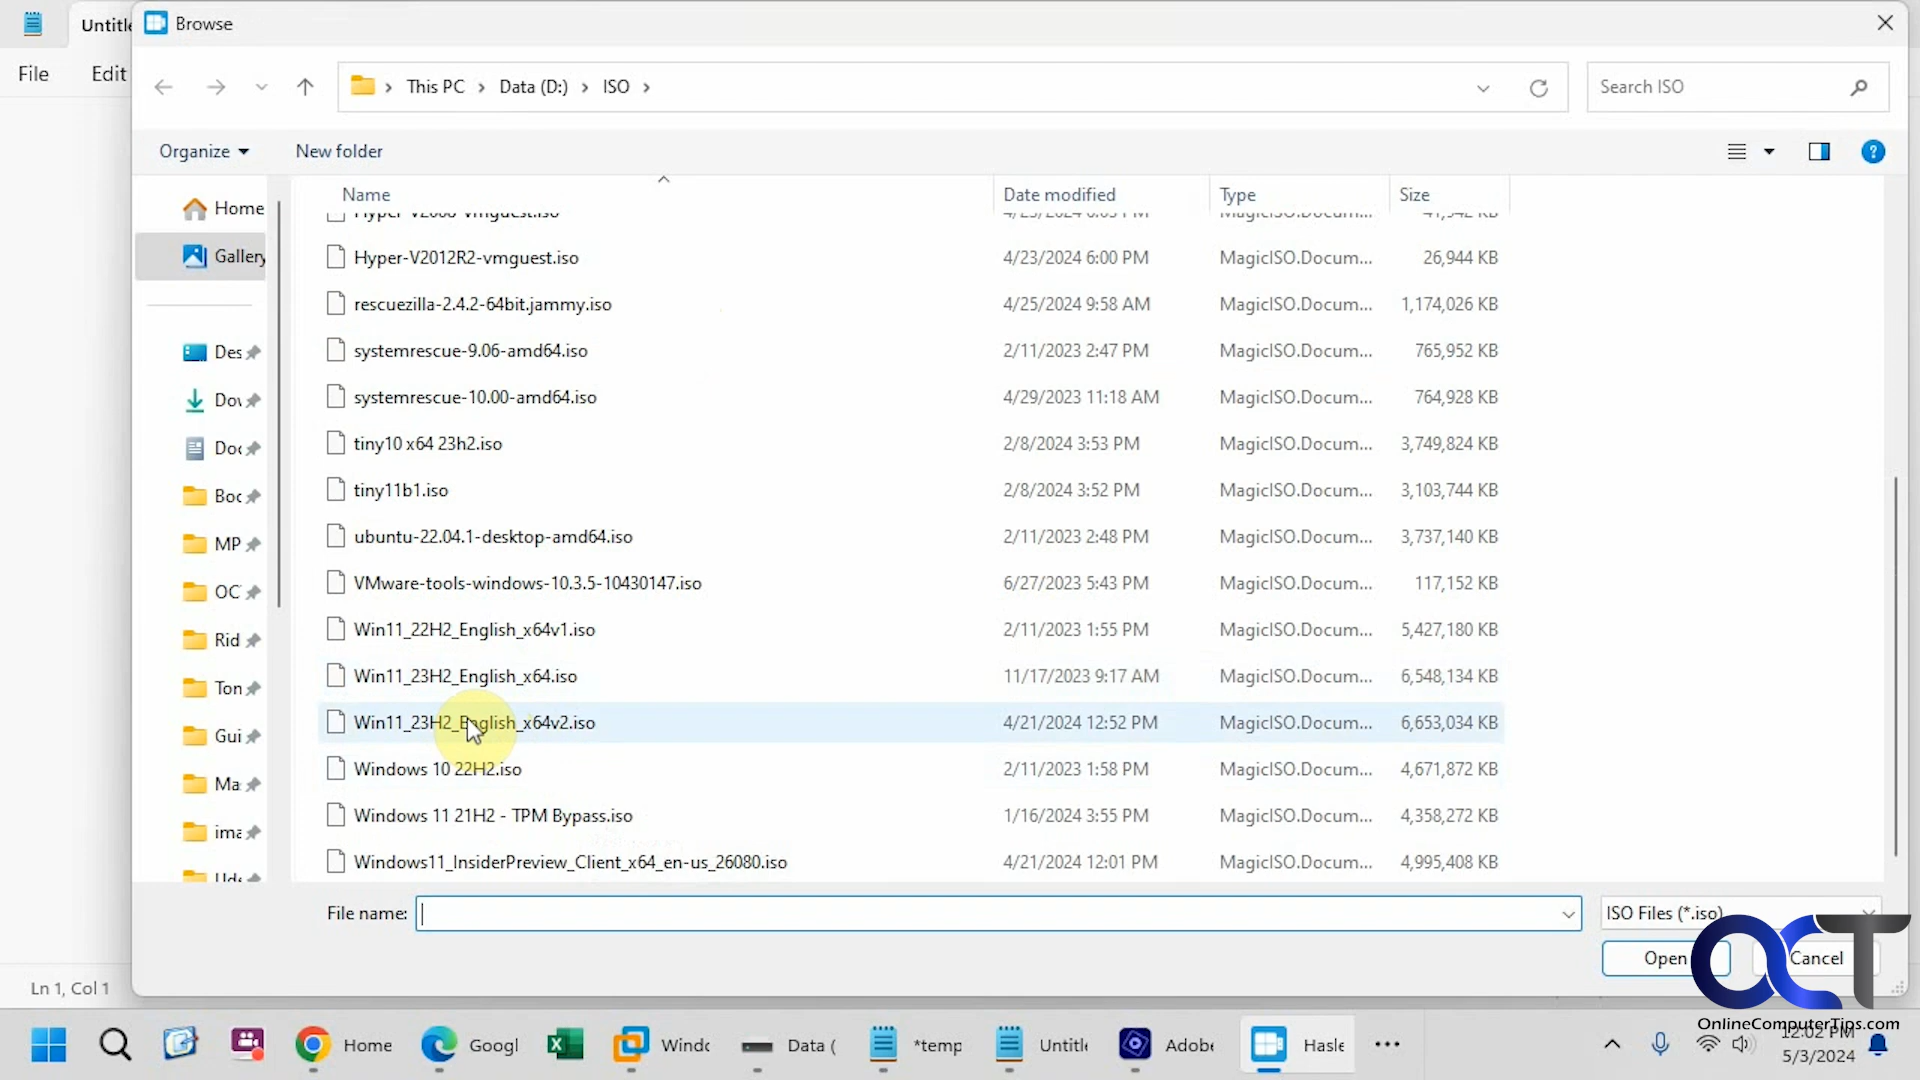 Untitle
File
Edit
Browse
This PC > Data (D:) > ISO >
Search ISO
Organize
New folder
Name
Date modified
Type
Size
Home
Gallery
Hyper-V2012R2-vmguest.iso 4/23/2024 6:00 PM MagicISO.Docum... 26,944 KB
rescuezilla-2.4.2-64bit.jammy.iso 4/25/2024 9:58 AM MagicISO.Docum... 1,174,026 KB
systemrescue-9.06-amd64.iso 2/11/2023 2:47 PM MagicISO.Docum... 765,952 KB
Des
systemrescue-10.00-amd64.iso 4/29/2023 11:18 AM MagicISO.Docum... 764,928 KB
Dov
tiny10 x64 23h2.iso 2/8/2024 3:53 PM MagicISO.Docum... 3,749,824 KB
Doc
tiny11b1.iso 2/8/2024 3:52 PM MagicISO.Docum... 3,103,744 KB
Boc
ubuntu-22.04.1-desktop-amd64.iso 2/11/2023 2:48 PM MagicISO.Docum... 3,737,140 KB
MP
VMware-tools-windows-10.3.5-10430147.iso 6/27/2023 5:43 PM MagicISO.Docum... 117,152 KB
OC
Win11_22H2_English_x64v1.iso 2/11/2023 1:55 PM MagicISO.Docum... 5,427,180 KB
Rid
Win11_23H2_English_x64.iso 11/17/2023 9:17 AM MagicISO.Docum... 6,548,134 KB
Ton
Win11_23H2_English_x64v2.iso 4/21/2024 12:52 PM MagicISO.Docum... 6,653,034 KB
Gui
Windows 10 22H2.iso 2/11/2023 1:58 PM MagicISO.Docum... 4,671,872 KB
Ma
Windows 11 21H2 - TPM Bypass.iso 1/16/2024 3:55 PM MagicISO.Docum... 4,358,272 KB
ima
Windows11_InsiderPreview_Client_x64_en-us_26080.iso 4/21/2024 12:01 PM MagicISO.Docum... 4,995,408 KB
File name:
ISO Files (*.iso)
Open
Cancel
Ln 1, Col 1
OCT
OnlineComputerTips.com
Home
Googl
Windo
Data (
*temp
Untitle
Adobe
Hasle
12:02 PM
5/3/2024